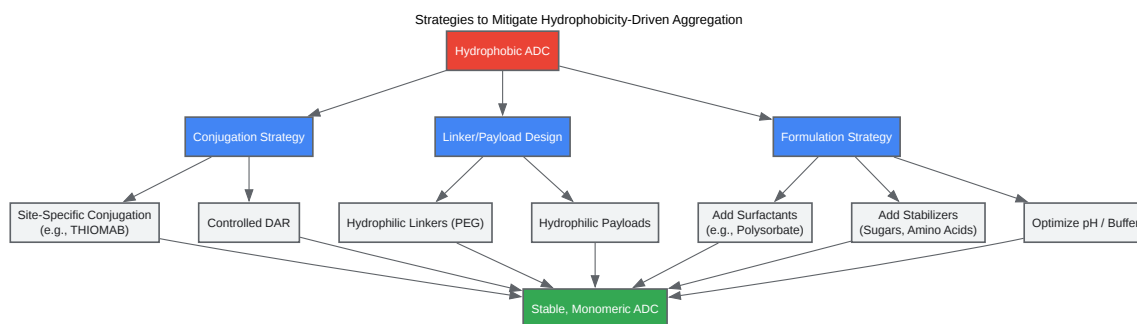 Strategies to Mitigate Hydrophobicity-Driven Aggregation
Hydrophobic ADC
Conjugation Strategy
Linker/Payload Design
Formulation Strategy
Site-Specific Conjugation
(e.g., THIOMAB)
Controlled DAR
Hydrophilic Linkers (PEG)
Hydrophilic Payloads
Add Surfactants
(e.g., Polysorbate)
Add Stabilizers
(Sugars, Amino Acids)
Optimize pH / Buffer
Stable, Monomeric ADC